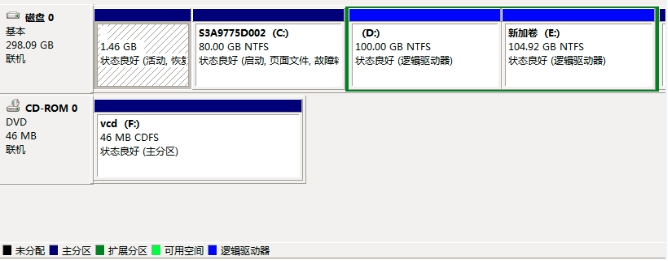 磁盘 0
基本
298.09 GB
联机
1.46 GB
状态良好 (活动, 恢复
S3A9775D002 (C:)
80.00 GB NTFS
状态良好 (启动, 页面文件, 故障转
(D:)
100.00 GB NTFS
状态良好 (逻辑驱动器)
新加卷 (E:)
104.92 GB NTFS
状态良好 (逻辑驱动器)
CD-ROM 0
DVD
46 MB
联机
vcd (F:)
46 MB CDFS
状态良好 (主分区)
未分配 主分区 扩展分区 可用空间 逻辑驱动器